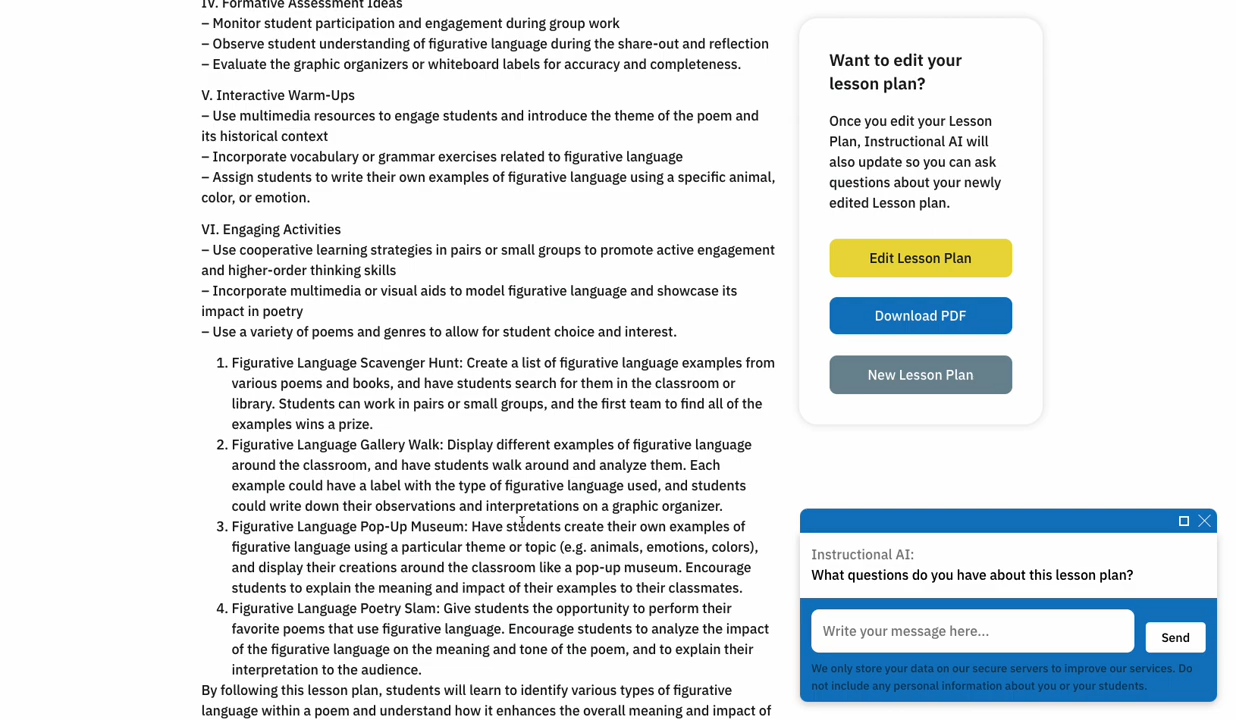 IV. Formative Assessment Ideas
– Monitor student participation and engagement during group work
– Observe student understanding of figurative language during the share-out and reflection
– Evaluate the graphic organizers or whiteboard labels for accuracy and completeness.
V. Interactive Warm-Ups
– Use multimedia resources to engage students and introduce the theme of the poem and
its historical context
– Incorporate vocabulary or grammar exercises related to figurative language
– Assign students to write their own examples of figurative language using a specific animal,
color, or emotion.
VI. Engaging Activities
– Use cooperative learning strategies in pairs or small groups to promote active engagement
and higher-order thinking skills
– Incorporate multimedia or visual aids to model figurative language and showcase its
impact in poetry
– Use a variety of poems and genres to allow for student choice and interest.
1. Figurative Language Scavenger Hunt: Create a list of figurative language examples from
various poems and books, and have students search for them in the classroom or
library. Students can work in pairs or small groups, and the first team to find all of the
examples wins a prize.
2. Figurative Language Gallery Walk: Display different examples of figurative language
around the classroom, and have students walk around and analyze them. Each
example could have a label with the type of figurative language used, and students
could write down their observations and interpretations on a graphic organizer.
3. Figurative Language Pop-Up Museum: Have students create their own examples of
figurative language using a particular theme or topic (e.g. animals, emotions, colors),
and display their creations around the classroom like a pop-up museum. Encourage
students to explain the meaning and impact of their examples to their classmates.
4. Figurative Language Poetry Slam: Give students the opportunity to perform their
favorite poems that use figurative language. Encourage students to analyze the impact
of the figurative language on the meaning and tone of the poem, and to explain their
interpretation to the audience.
By following this lesson plan, students will learn to identify various types of figurative
language within a poem and understand how it enhances the overall meaning and impact of
Want to edit your
lesson plan?
Once you edit your Lesson
Plan, Instructional AI will
also update so you can ask
questions about your newly
edited Lesson plan.
Edit Lesson Plan
Download PDF
New Lesson Plan
Instructional AI:
What questions do you have about this lesson plan?
Write your message here...
Send
We only store your data on our secure servers to improve our services. Do
not include any personal information about you or your students.